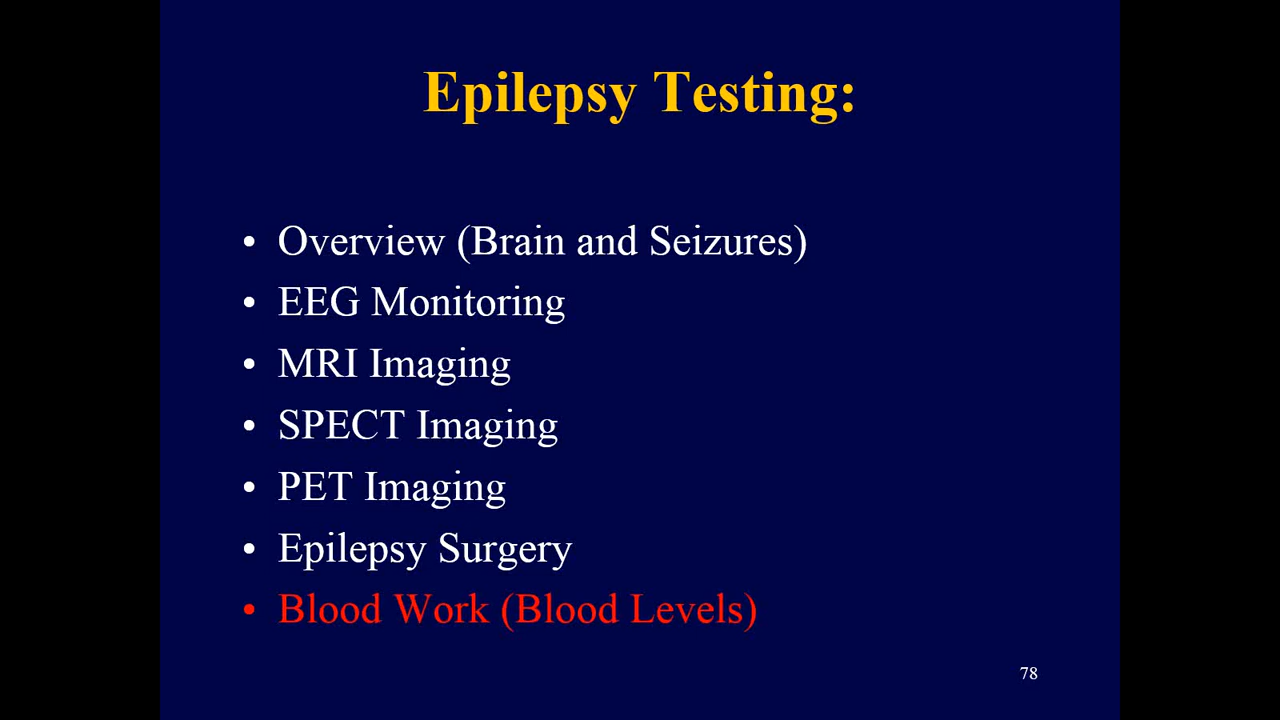 Epilepsy Testing:
• Overview (Brain and Seizures)
• EEG Monitoring
• MRI Imaging
• SPECT Imaging
• PET Imaging
• Epilepsy Surgery
• Blood Work (Blood Levels)
78